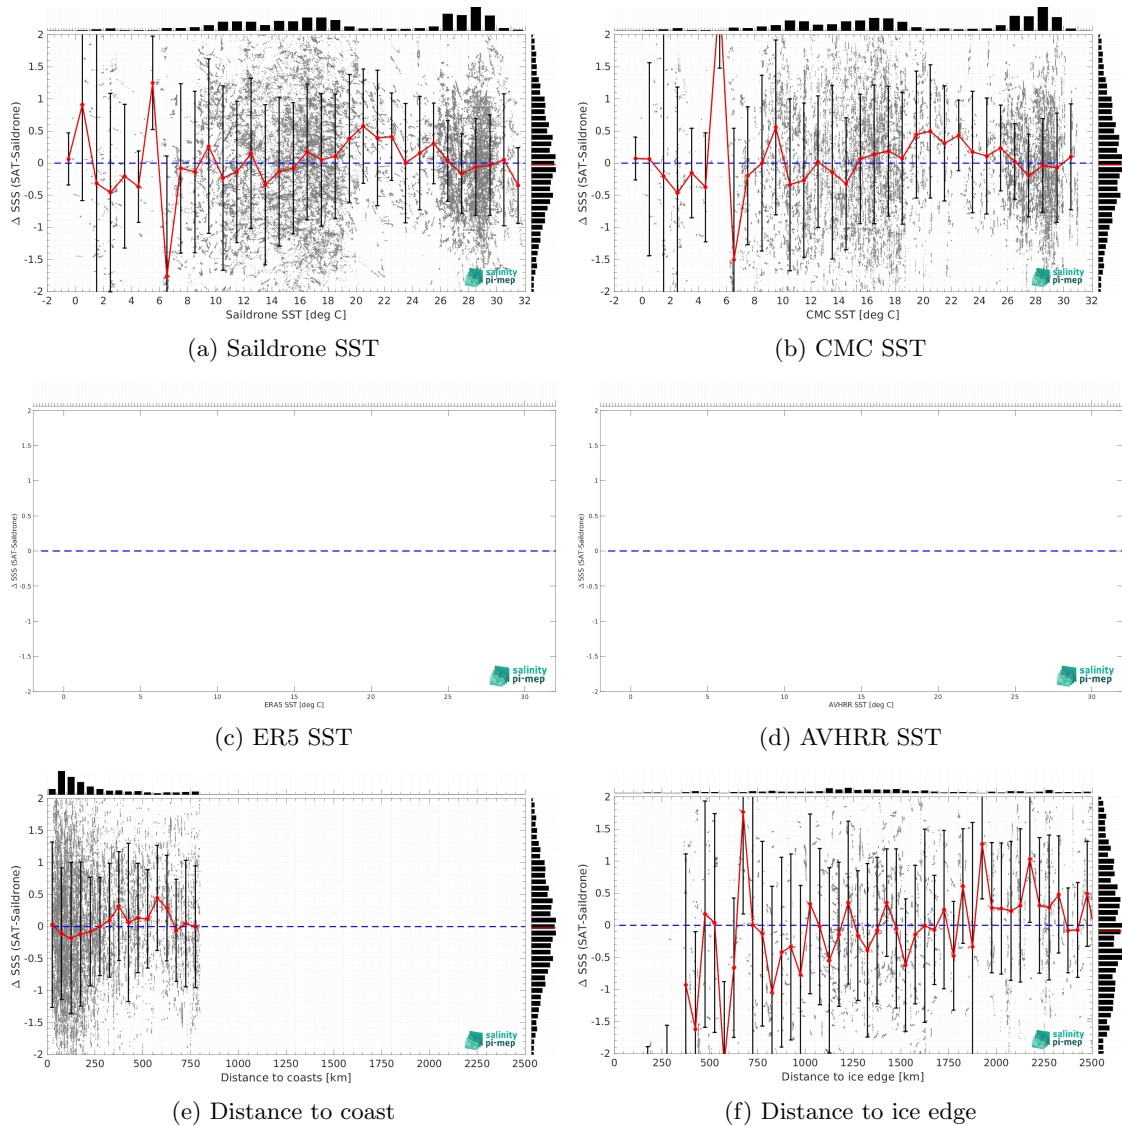 2
1.5
1
0.5
0
-0.5
-1
-1.5
-2
Δ SSS (SAT-Saildrone)
salinity
pi-mep
-2 0 2 4 6 8 10 12 14 16 18 20 22 24 26 28 30 32
Saildrone SST [deg C]
(a) Saildrone SST
2
1.5
1
0.5
0
-0.5
-1
-1.5
-2
Δ SSS (SAT-Saildrone)
salinity
pi-mep
-2 0 2 4 6 8 10 12 14 16 18 20 22 24 26 28 30 32
CMC SST [deg C]
(b) CMC SST
2
1.5
1
0.5
0
-0.5
-1
-1.5
-2
Δ SSS (SAT-Saildrone)
salinity
pi-mep
0 5 10 15 20 25 30
ERA5 SST [deg C]
(c) ER5 SST
2
1.5
1
0.5
0
-0.5
-1
-1.5
-2
Δ SSS (SAT-Saildrone)
salinity
pi-mep
0 5 10 15 20 25 30
AVHRR SST [deg C]
(d) AVHRR SST
2
1.5
1
0.5
0
-0.5
-1
-1.5
-2
Δ SSS (SAT-Saildrone)
salinity
pi-mep
0 250 500 750 1000 1250 1500 1750 2000 2250 2500
Distance to coasts [km]
(e) Distance to coast
2
1.5
1
0.5
0
-0.5
-1
-1.5
-2
Δ SSS (SAT-Saildrone)
salinity
pi-mep
0 250 500 750 1000 1250 1500 1750 2000 2250 2500
Distance to ice edge [km]
(f) Distance to ice edge